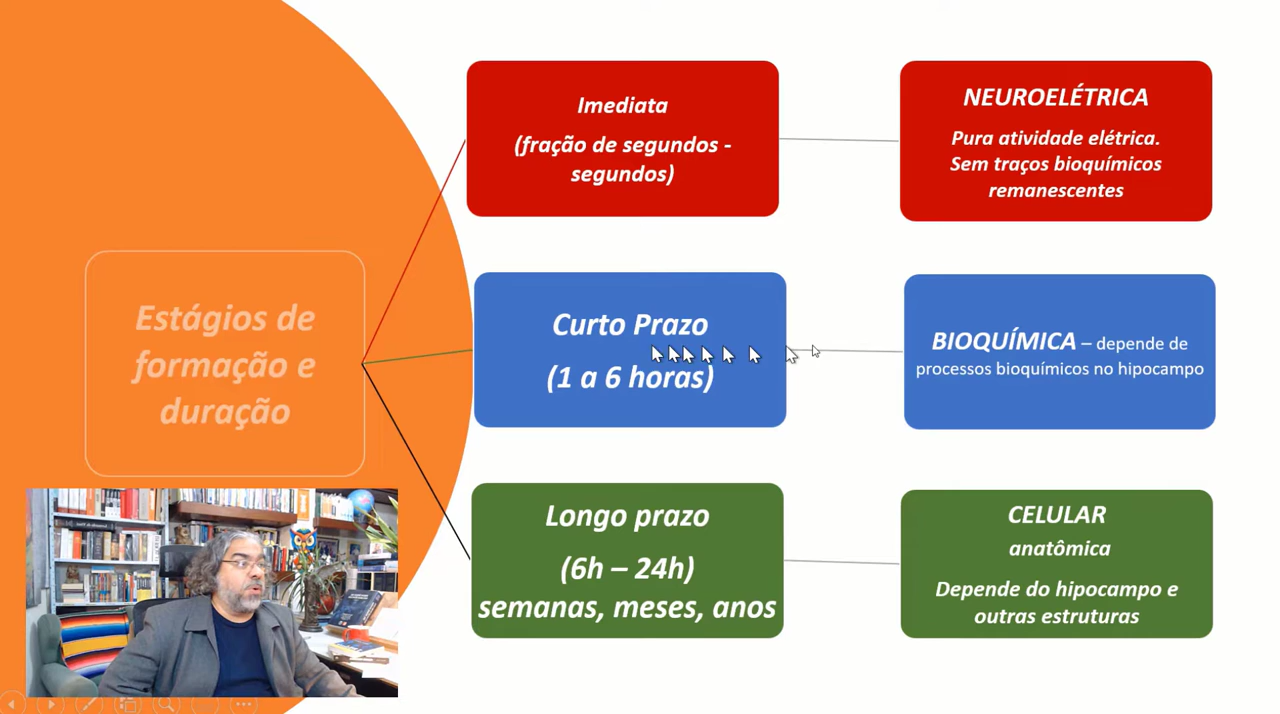 Estágios de
formação e
duração
Imediata
(fração de segundos -
segundos)
NEUROELÉTRICA
Pura atividade elétrica.
Sem traços bioquímicos
remanescentes
Curto Prazo
(1 a 6 horas)
BIOQUÍMICA – depende de
processos bioquímicos no hipocampo
Longo prazo
(6h – 24h)
semanas, meses, anos
CELULAR
anatômica
Depende do hipocampo e
outras estruturas